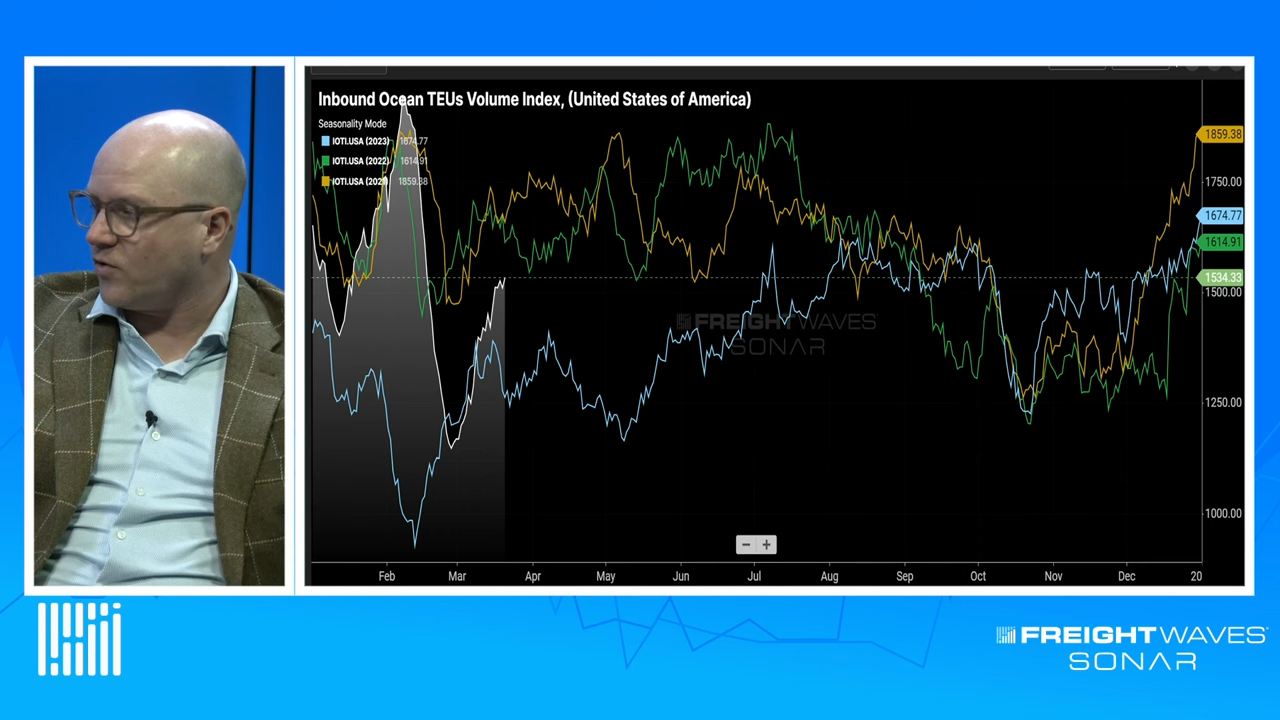 Inbound Ocean TEUs Volume Index, (United States of America)
Seasonality Mode
IOTI.USA (2023) 1674.77
IOTI.USA (2022) 1614.91
IOTI.USA 1859.38
1859.38
1750.00
1674.77
1614.91
1534.33
1500.00
1250.00
1000.00
FREIGHTWAVES
SONAR
Feb Mar Apr May Jun Jul Aug Sep Oct Nov Dec 20
FREIGHTWAVES
SONAR